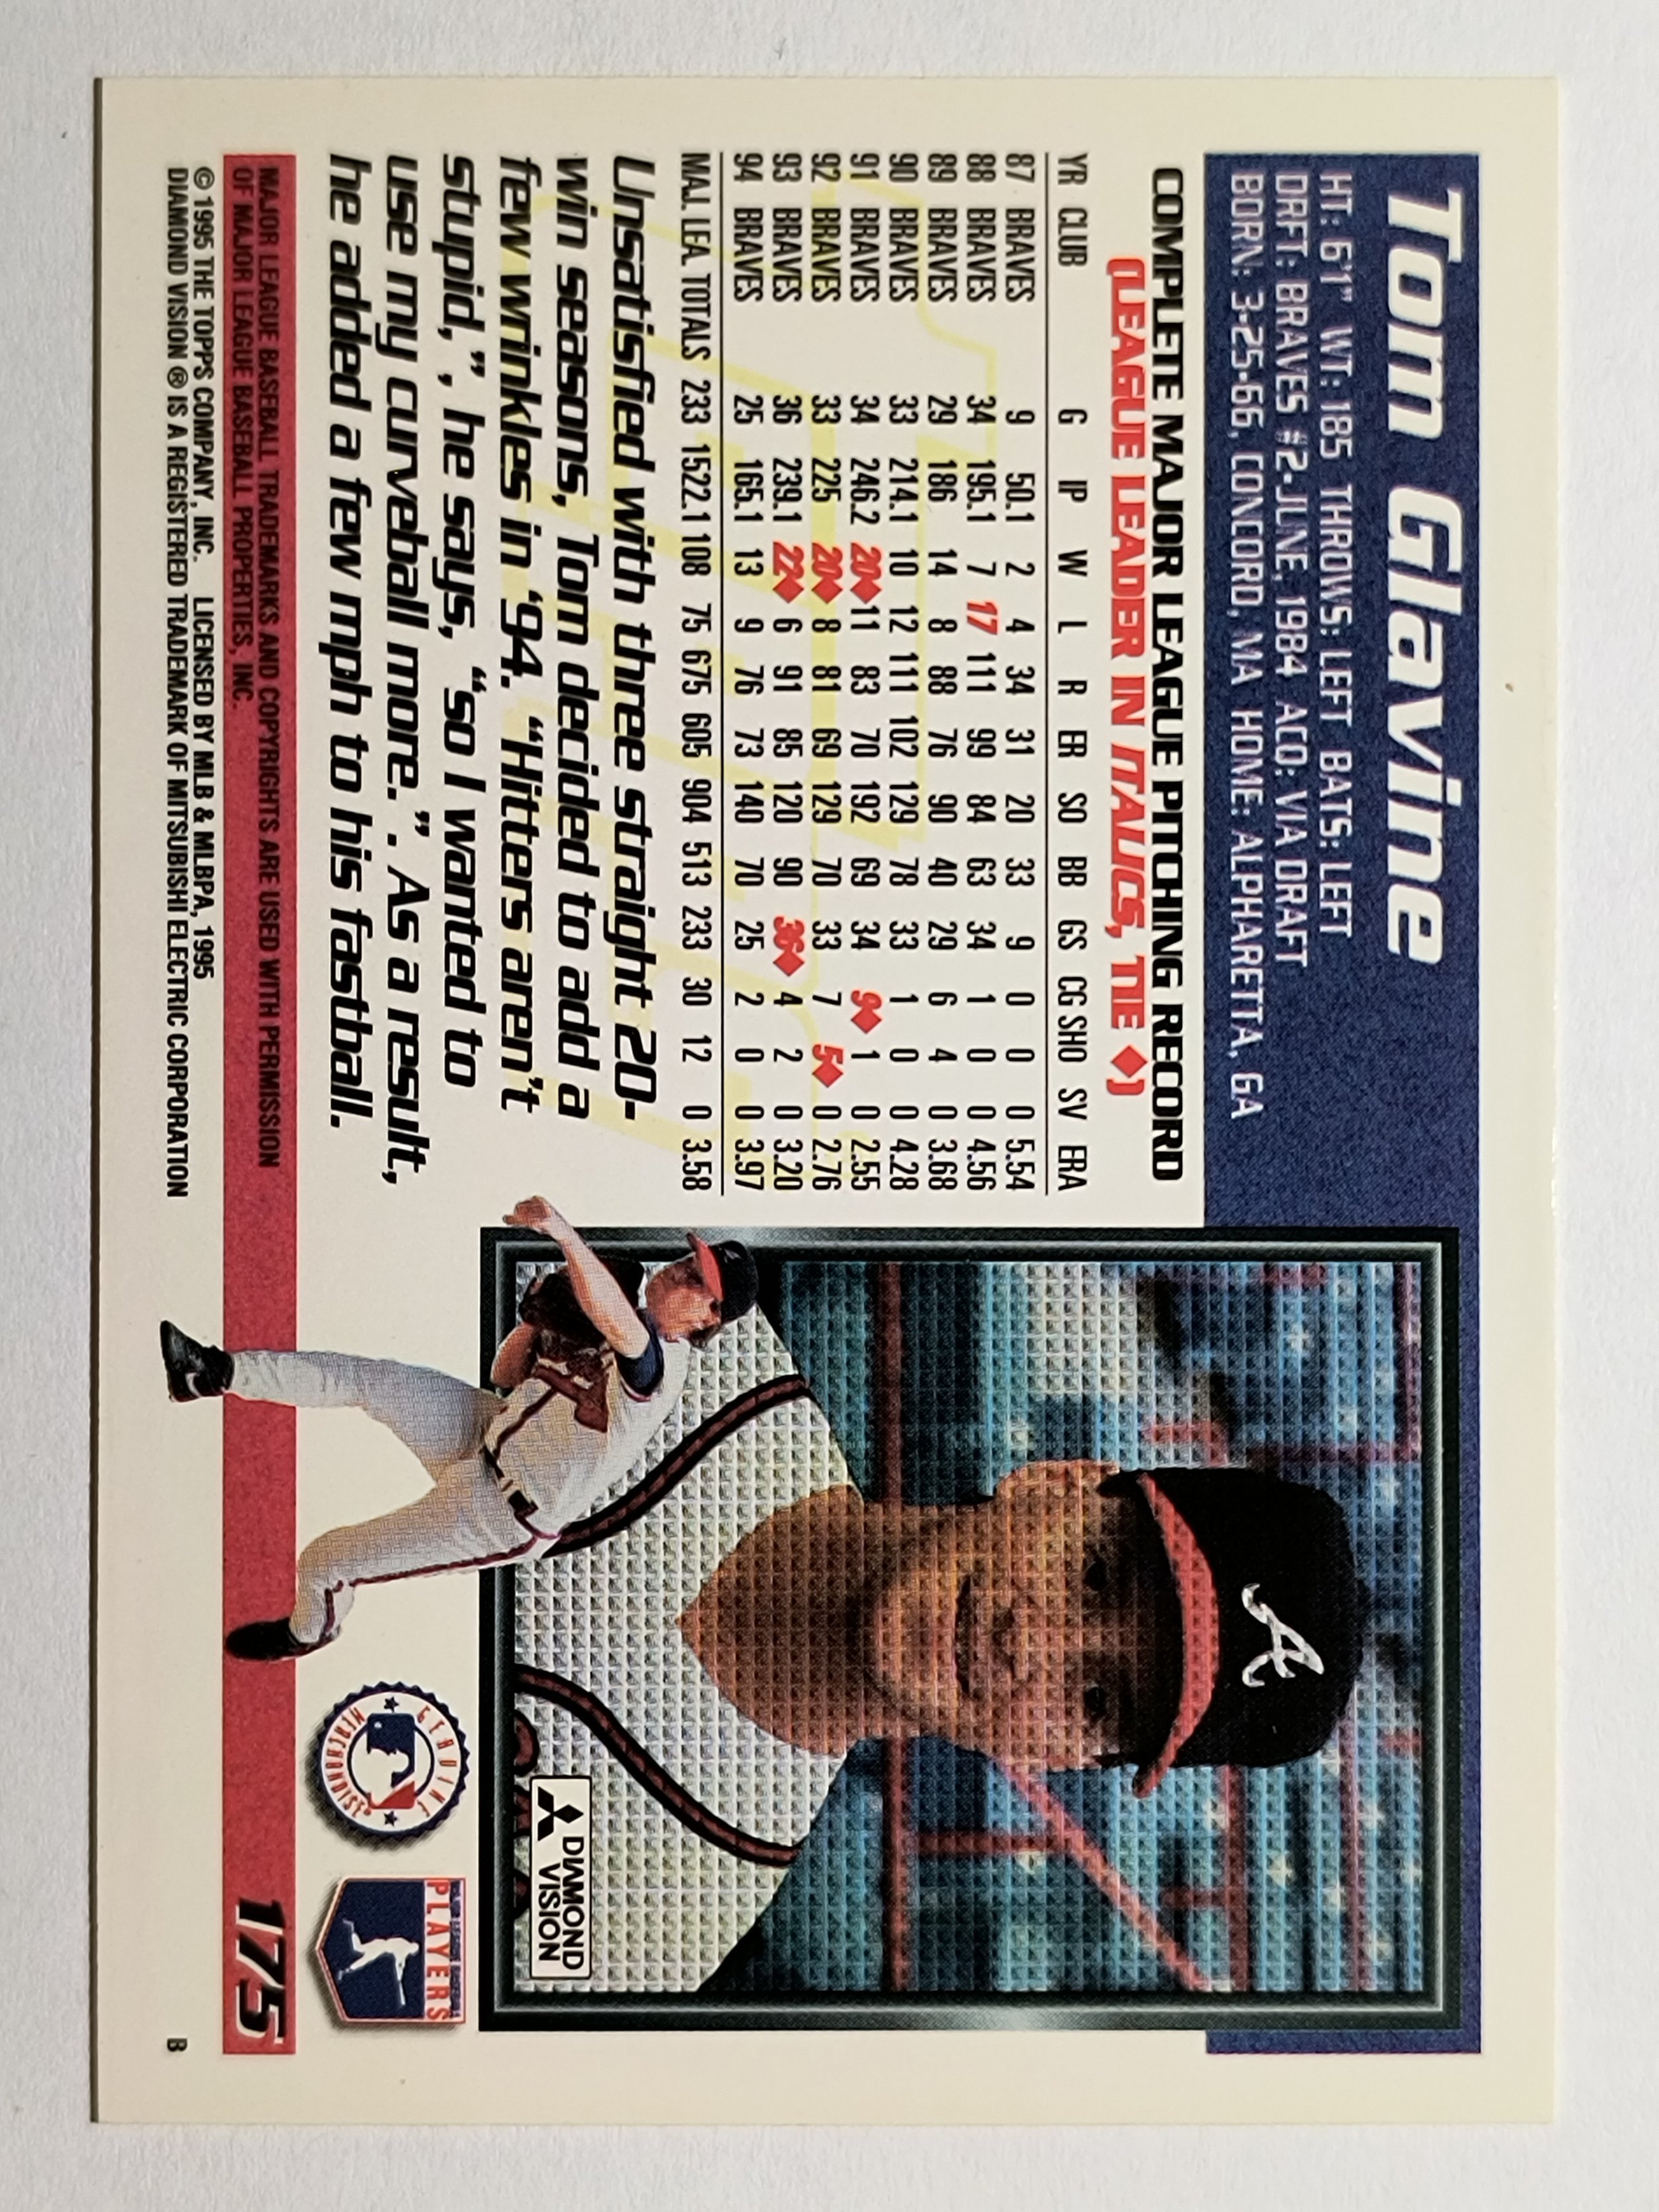 Tom Glavine
HT: 6'1" WT: 185 THROWS: LEFT BATS: LEFT
DRFT: BRAVES #2-JUNE, 1984 ACQ: VIA DRAFT
BORN: 3-25-66, CONCORD, MA HOME: ALPHARETTA, GA
COMPLETE MAJOR LEAGUE PITCHING RECORD
(LEAGUE LEADER IN ITALICS, TIE ♦)
YR CLUB G IP W L R ER SO BB GS CG SHO SV ERA
87 BRAVES 9 50.1 2 4 34 31 20 33 9 0 0 0 5.54
88 BRAVES 34 195.1 7 17 111 99 84 63 34 1 0 0 4.56
89 BRAVES 29 186 14 8 88 76 90 40 29 6 4 0 3.68
90 BRAVES 33 214.1 10 12 111 102 129 78 33 1 0 0 4.28
91 BRAVES 34 246.2 20♦ 11 83 70 192 69 34 9♦ 1 0 2.55
92 BRAVES 33 225 20♦ 8 81 69 129 70 33 7 5♦ 0 2.76
93 BRAVES 36 239.1 22♦ 6 91 85 120 90 36♦ 4 2 0 3.20
94 BRAVES 25 165.1 13 9 76 73 140 70 25 2 0 0 3.97
MAJ. LEA. TOTALS 233 1522.1 108 75 675 605 904 513 233 30 12 0 3.58
Unsatisfied with three straight 20-
win seasons, Tom decided to add a
few wrinkles in '94. "Hitters aren't
stupid,", he says, "so I wanted to
use my curveball more.". As a result,
he added a few mph to his fastball.
A
DIAMOND
VISION
GENUINE
MERCHANDISE
PLAYERS
MAJOR LEAGUE BASEBALL TRADEMARKS AND COPYRIGHTS ARE USED WITH PERMISSION
OF MAJOR LEAGUE BASEBALL PROPERTIES, INC.
175
© 1995 THE TOPPS COMPANY, INC. LICENSED BY MLB & MLBPA, 1995
DIAMOND VISION ® IS A REGISTERED TRADEMARK OF MITSUBISHI ELECTRIC CORPORATION
B